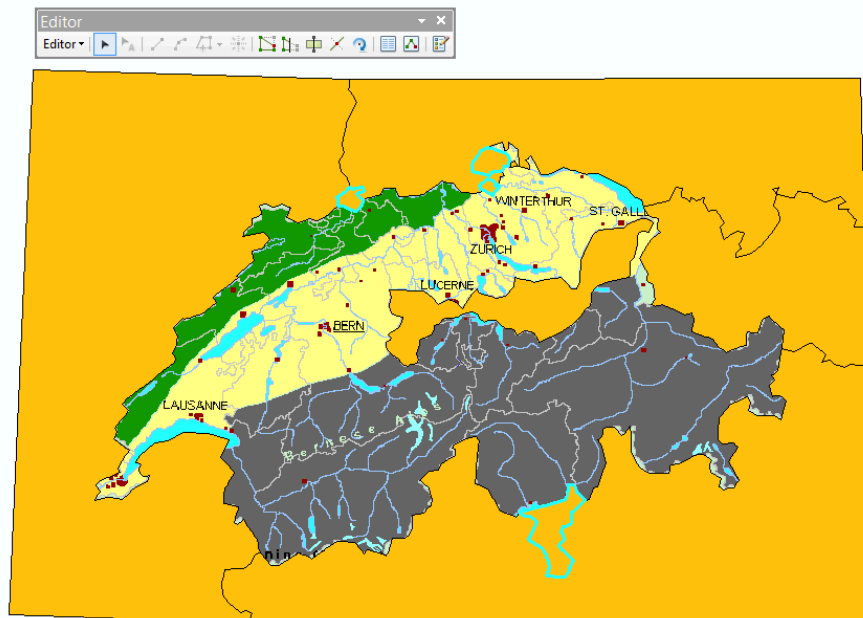 Editor
Editor
WINTERTHUR
ST. GALL
ZURICH
LUCERNE
BERN
LAUSANNE
Bernese Alps